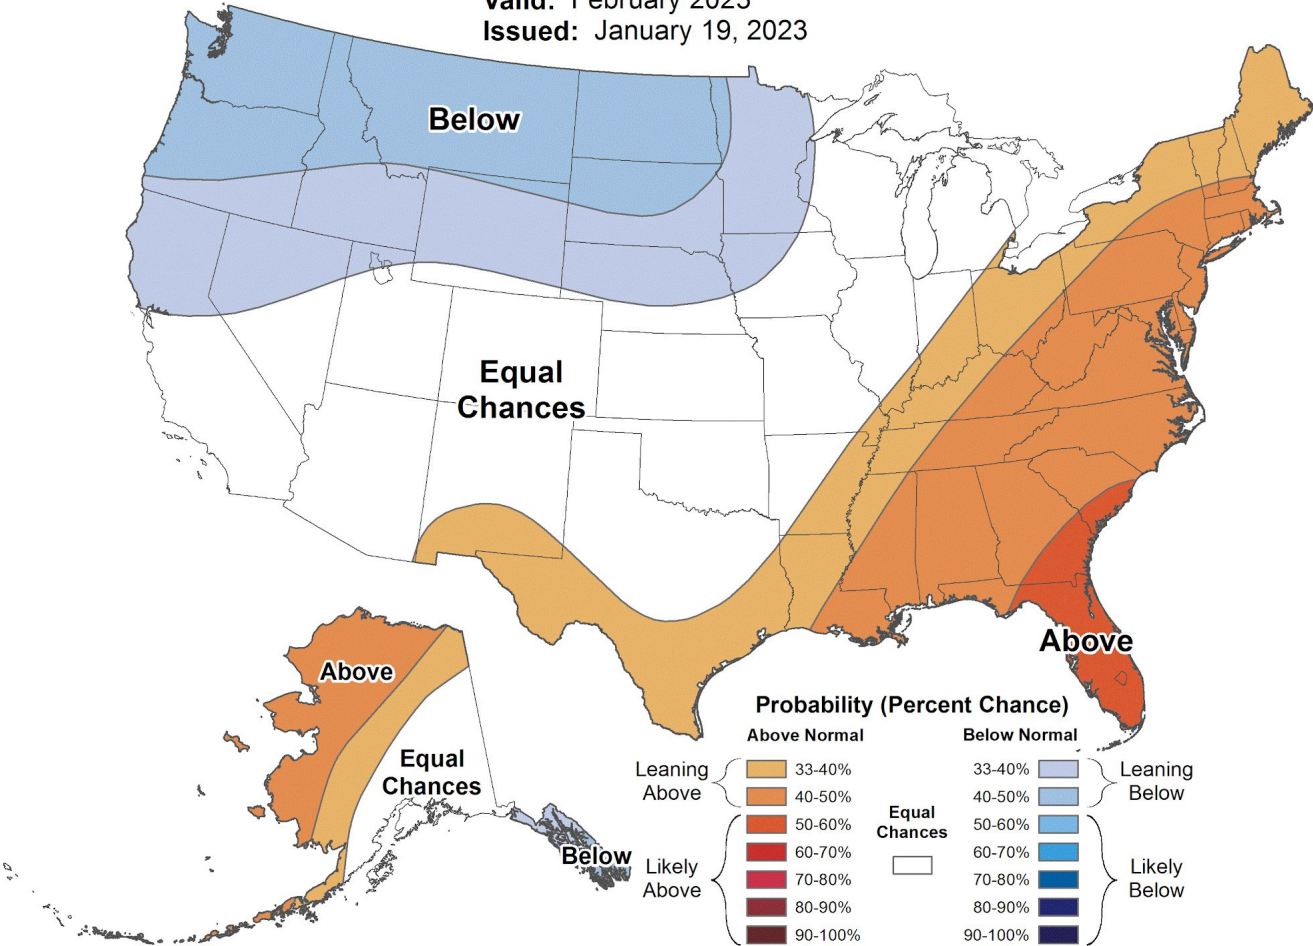 Valid: February 2023
Issued: January 19, 2023
Below
Equal
Chances
Above
Above
Equal
Chances
Below
Probability (Percent Chance)
Above Normal
Below Normal
Leaning
Above
33-40%
40-50%
Likely
Above
50-60%
60-70%
70-80%
80-90%
90-100%
Equal
Chances
33-40%
40-50%
Leaning
Below
50-60%
60-70%
70-80%
80-90%
90-100%
Likely
Below